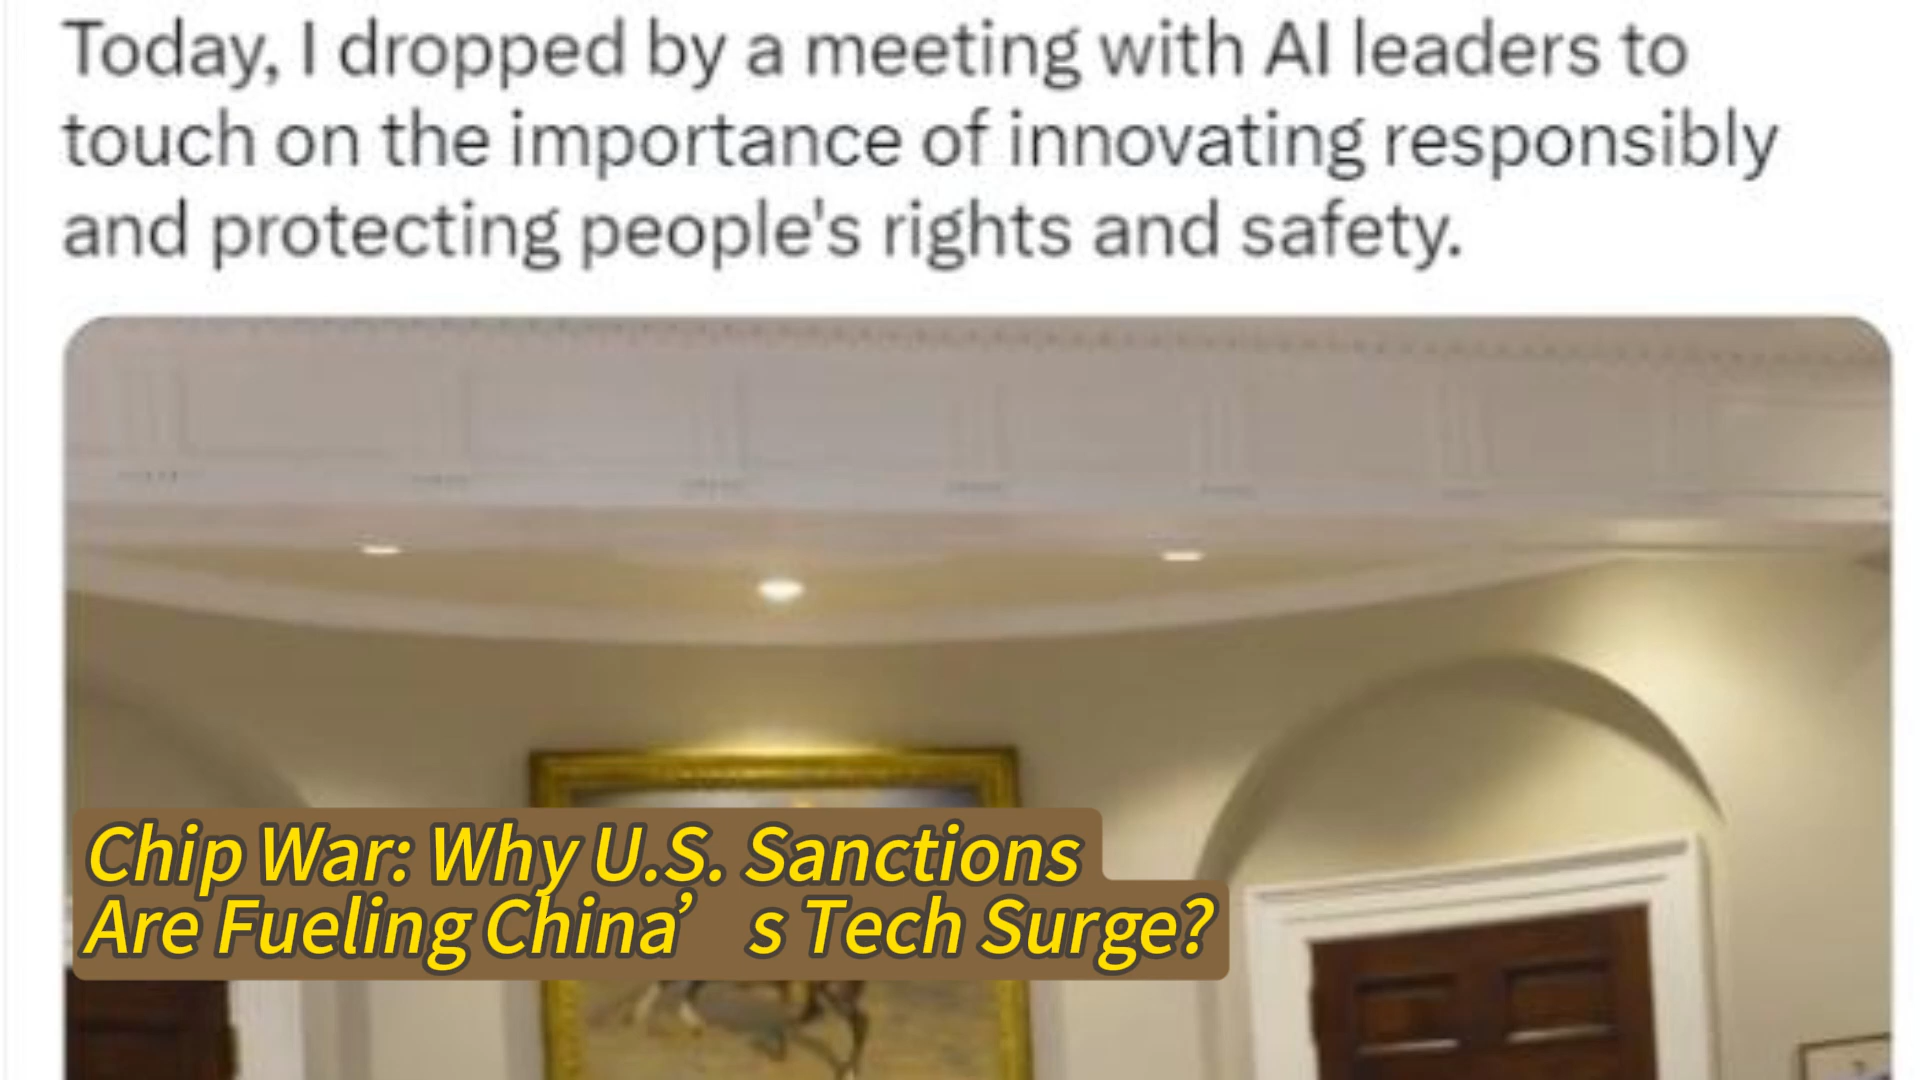 Today, I dropped by a meeting with AI leaders to
touch on the importance of innovating responsibly
and protecting people's rights and safety.
Chip War: Why U.S. Sanctions
Are Fueling China’ s Tech Surge?